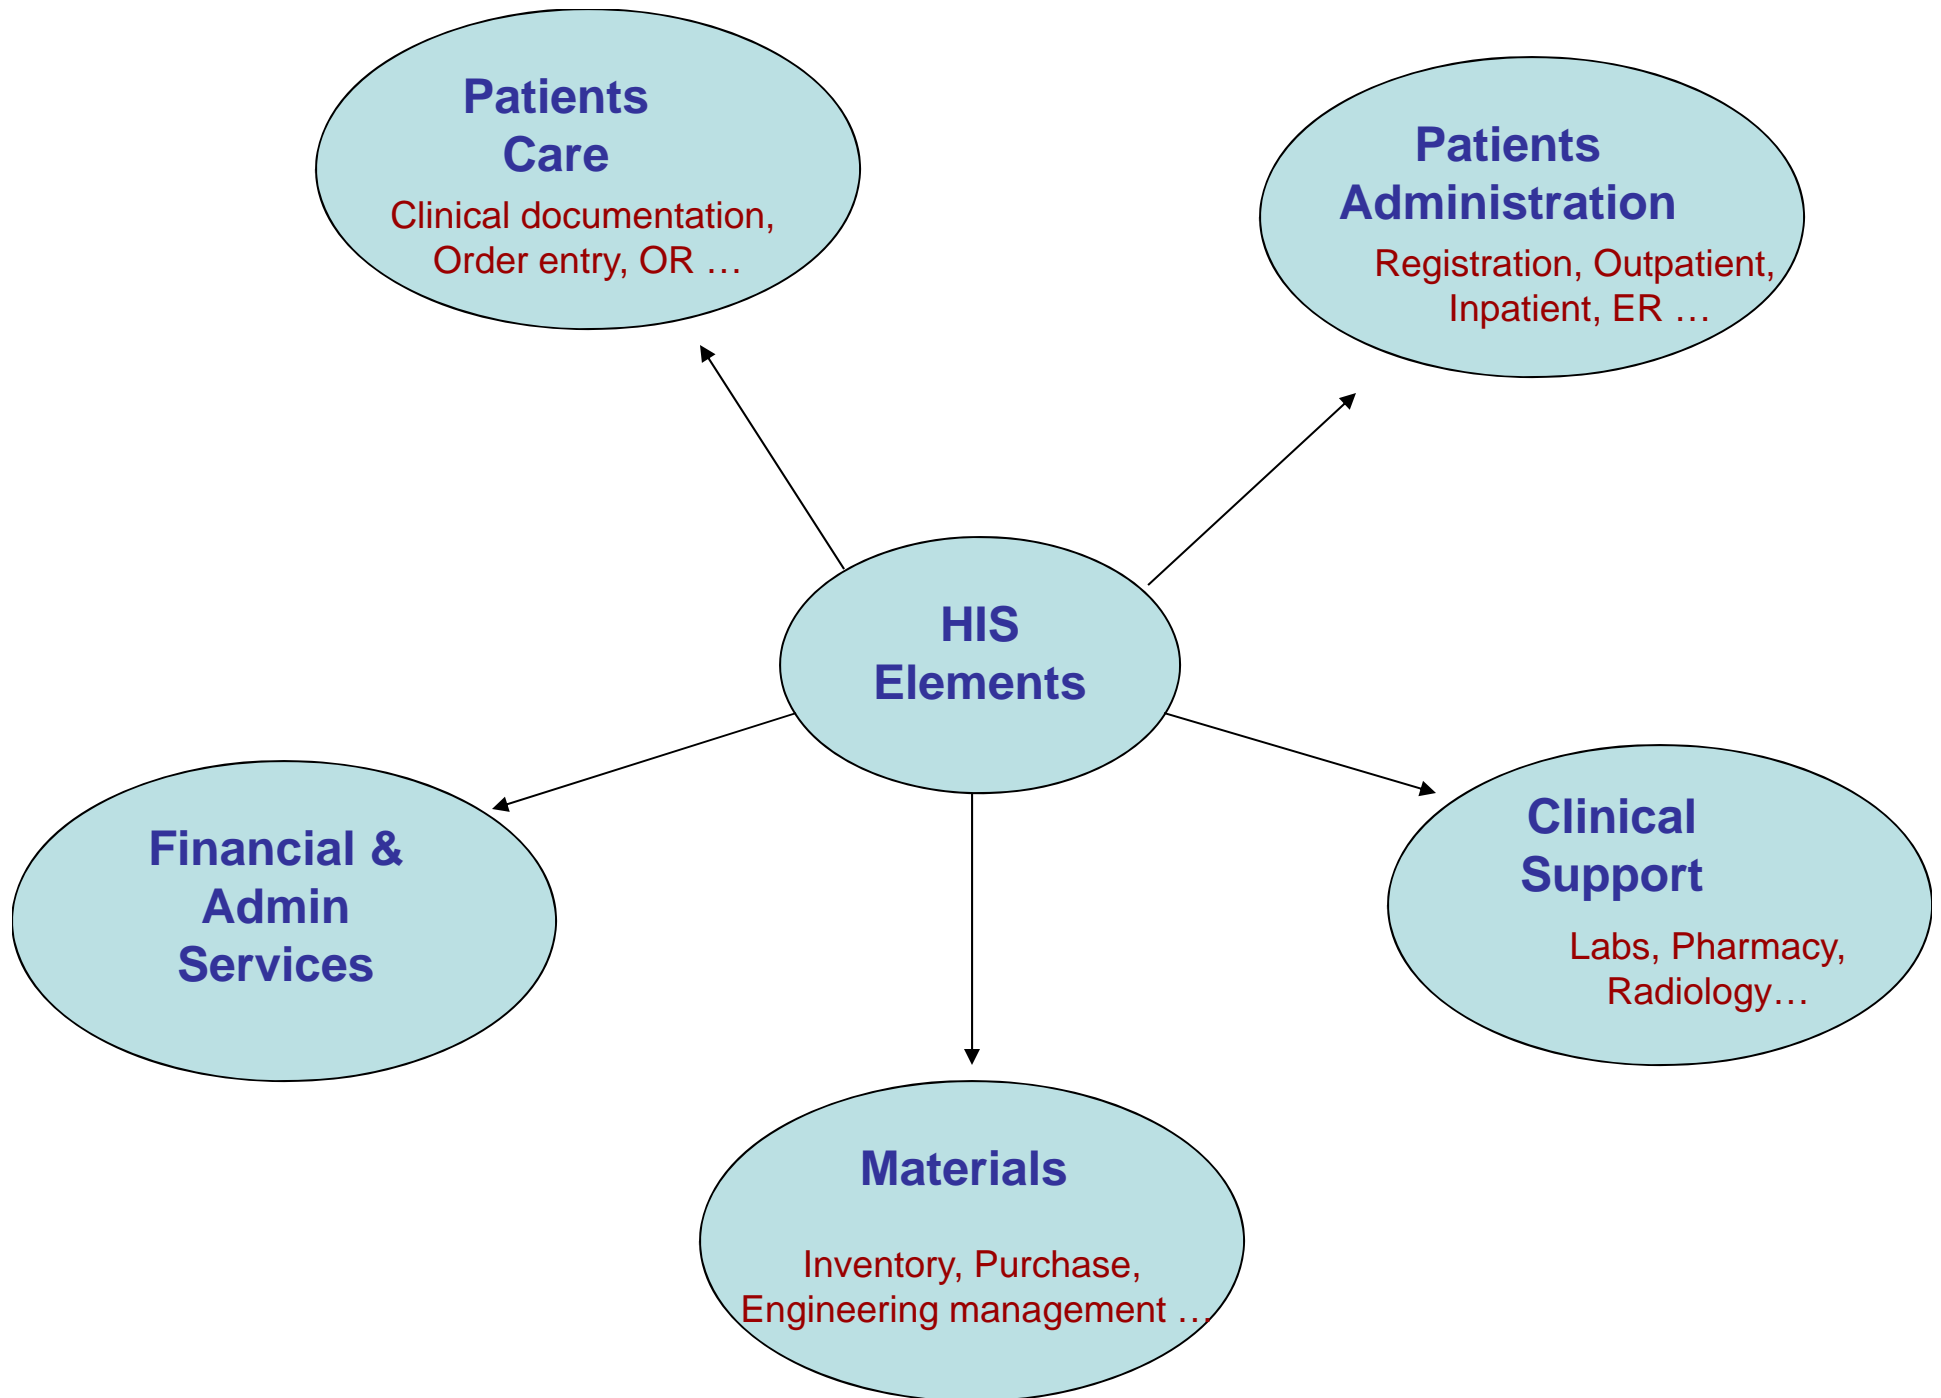 Patients
Care
Clinical documentation,
Order entry, OR …
Patients
Administration
Registration, Outpatient,
Inpatient, ER …
HIS
Elements
Financial &
Admin
Services
Clinical
Support
Labs, Pharmacy,
Radiology…
Materials
Inventory, Purchase,
Engineering management …